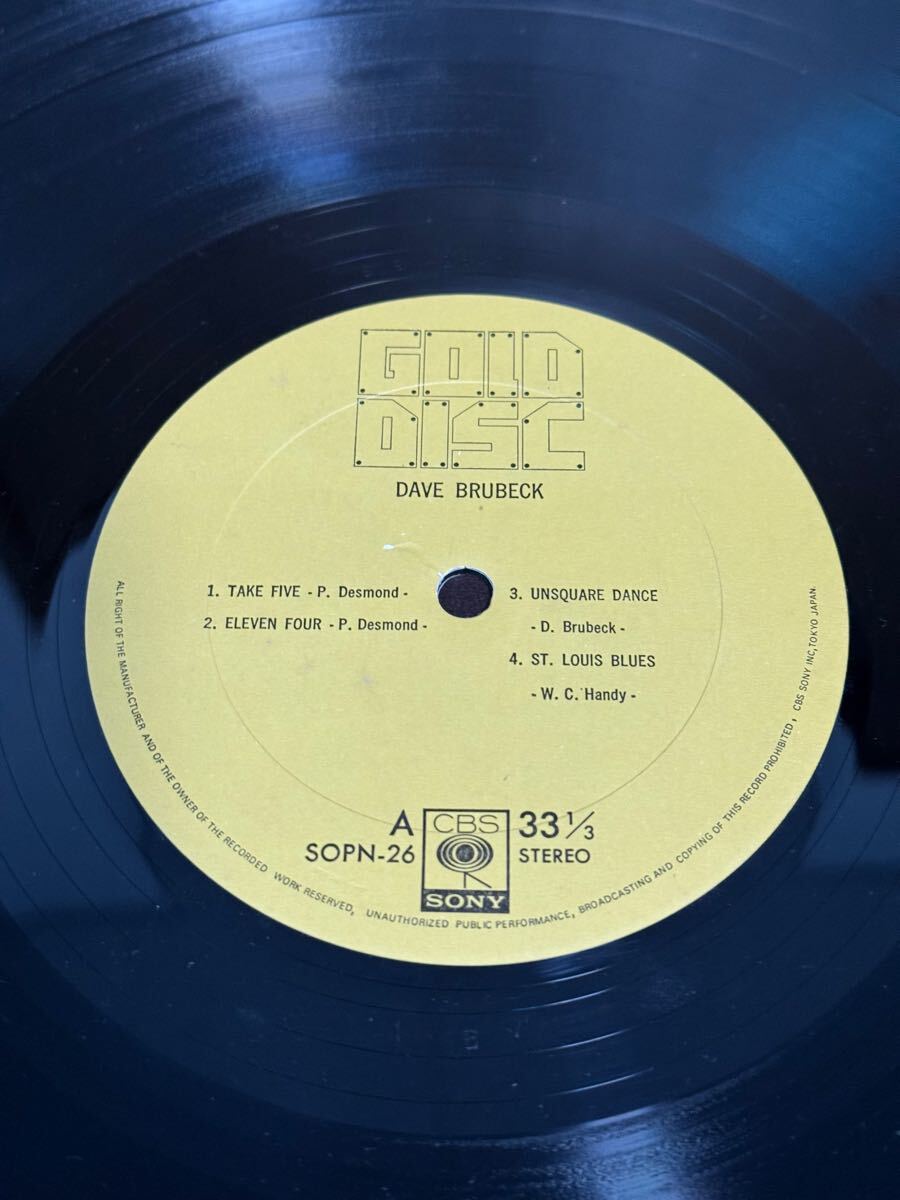 GOLD
DISC
DAVE BRUBECK
1. TAKE FIVE - P. Desmond -
2. ELEVEN FOUR - P. Desmond -
3. UNSQUARE DANCE
- D. Brubeck -
4. ST. LOUIS BLUES
- W. C. Handy -
A
SOPN-26
CBS
SONY
33 1/3
STEREO
ALL RIGHT OF THE MANUFACTURER AND OF THE OWNER OF THE RECORDED WORK RESERVED, UNAUTHORIZED PUBLIC PERFORMANCE, BROADCASTING AND COPYING OF THIS RECORD PROHIBITED, CBS SONY INC, TOKYO JAPAN